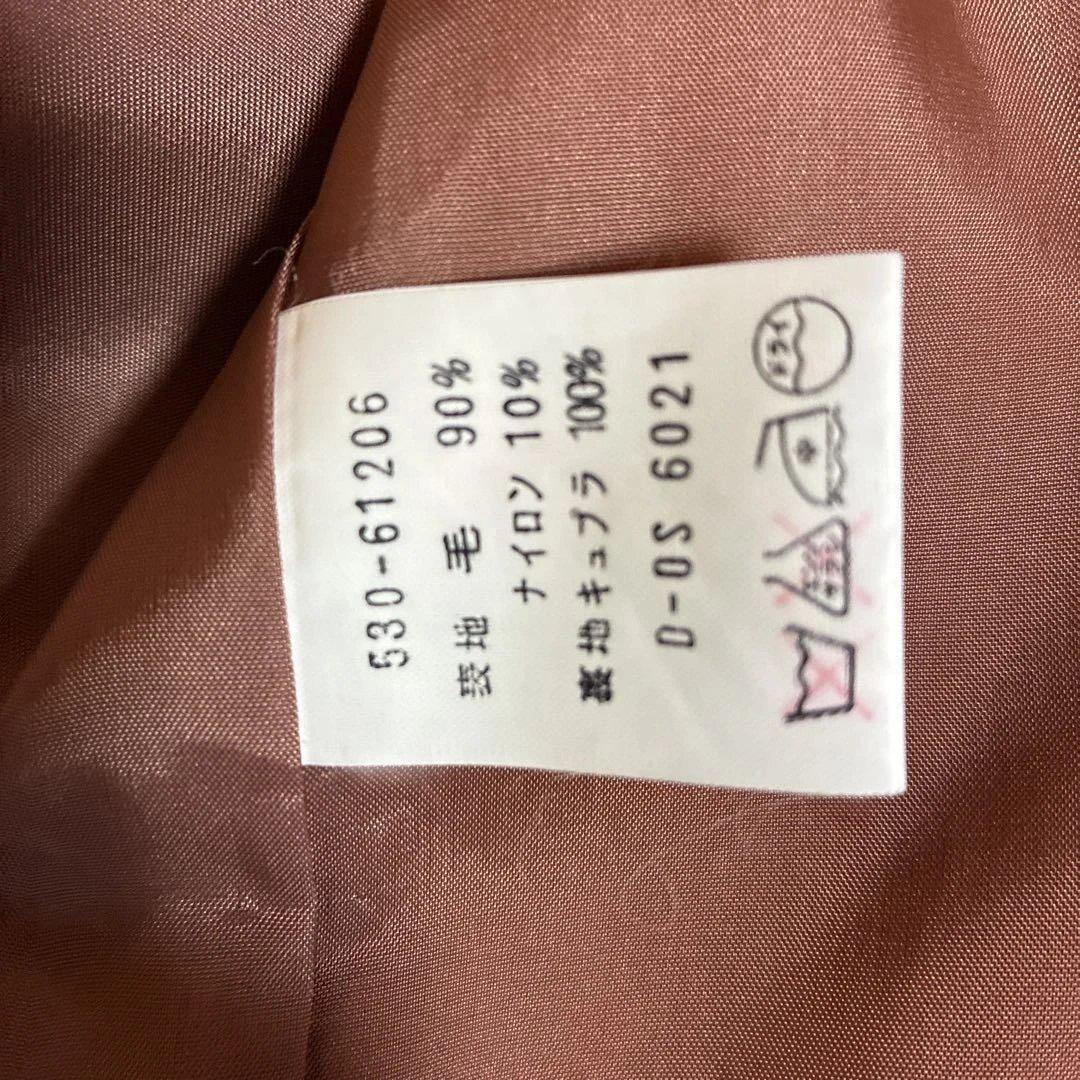 530-61206
表地 毛 90%
ナイロン 10%
裏地キュプラ 100%
D-0S 6021
ドライ